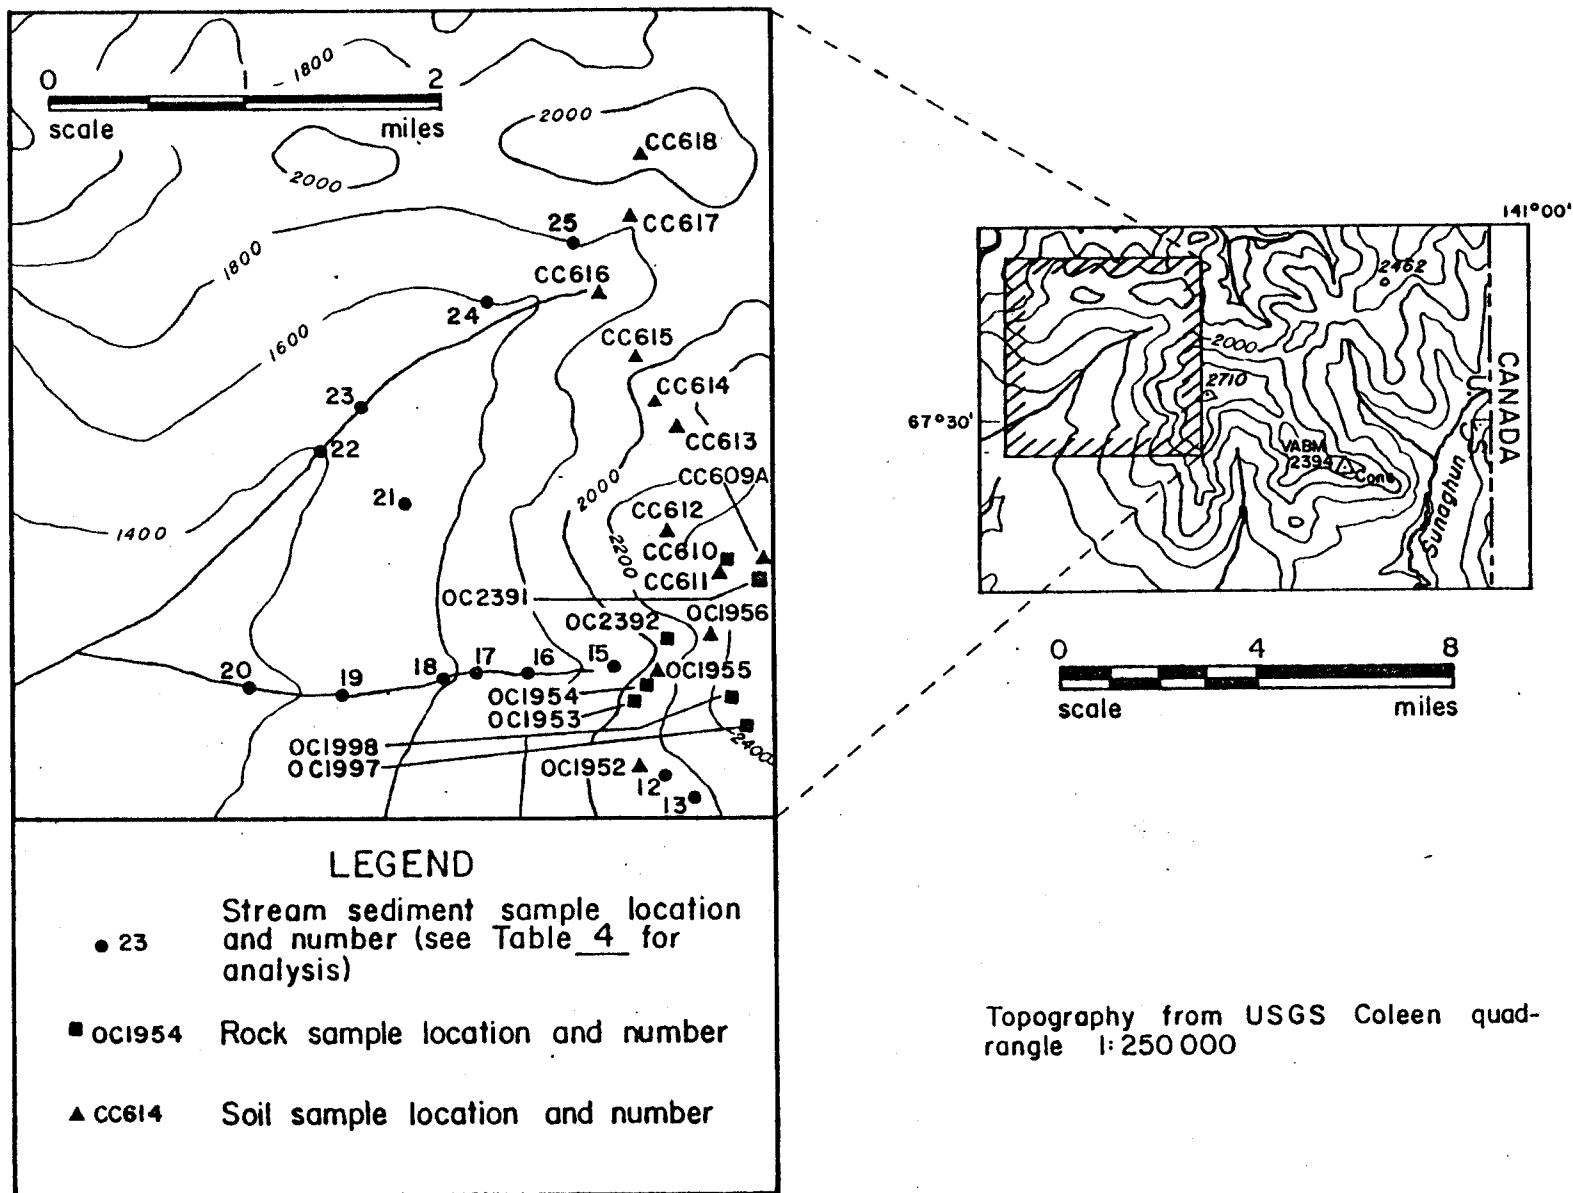 0 1 2
scale miles
1800
2000
CC618
2000
25
CC617
1800
CC616
24
1600
CC615
CC614
23
CC613
22
CC609A
21
2000
CC612
1400
CC610
2200
CC611
OC2391
OC1956
OC2392
20
19
18
17
16
15
OC1955
OC1954
OC1953
OC1998
OC1997
2400
OC1952
12
13
LEGEND
23
Stream sediment sample location
and number (see Table 4 for
analysis)
OC1954 Rock sample location and number
CC614 Soil sample location and number
141°00'
2462
2000
2710
67°30'
VABM
2394
Cone
Sunaghun
U.S.
CANADA
0 4 8
scale miles
Topography from USGS Coleen quad-
rangle 1:250 000